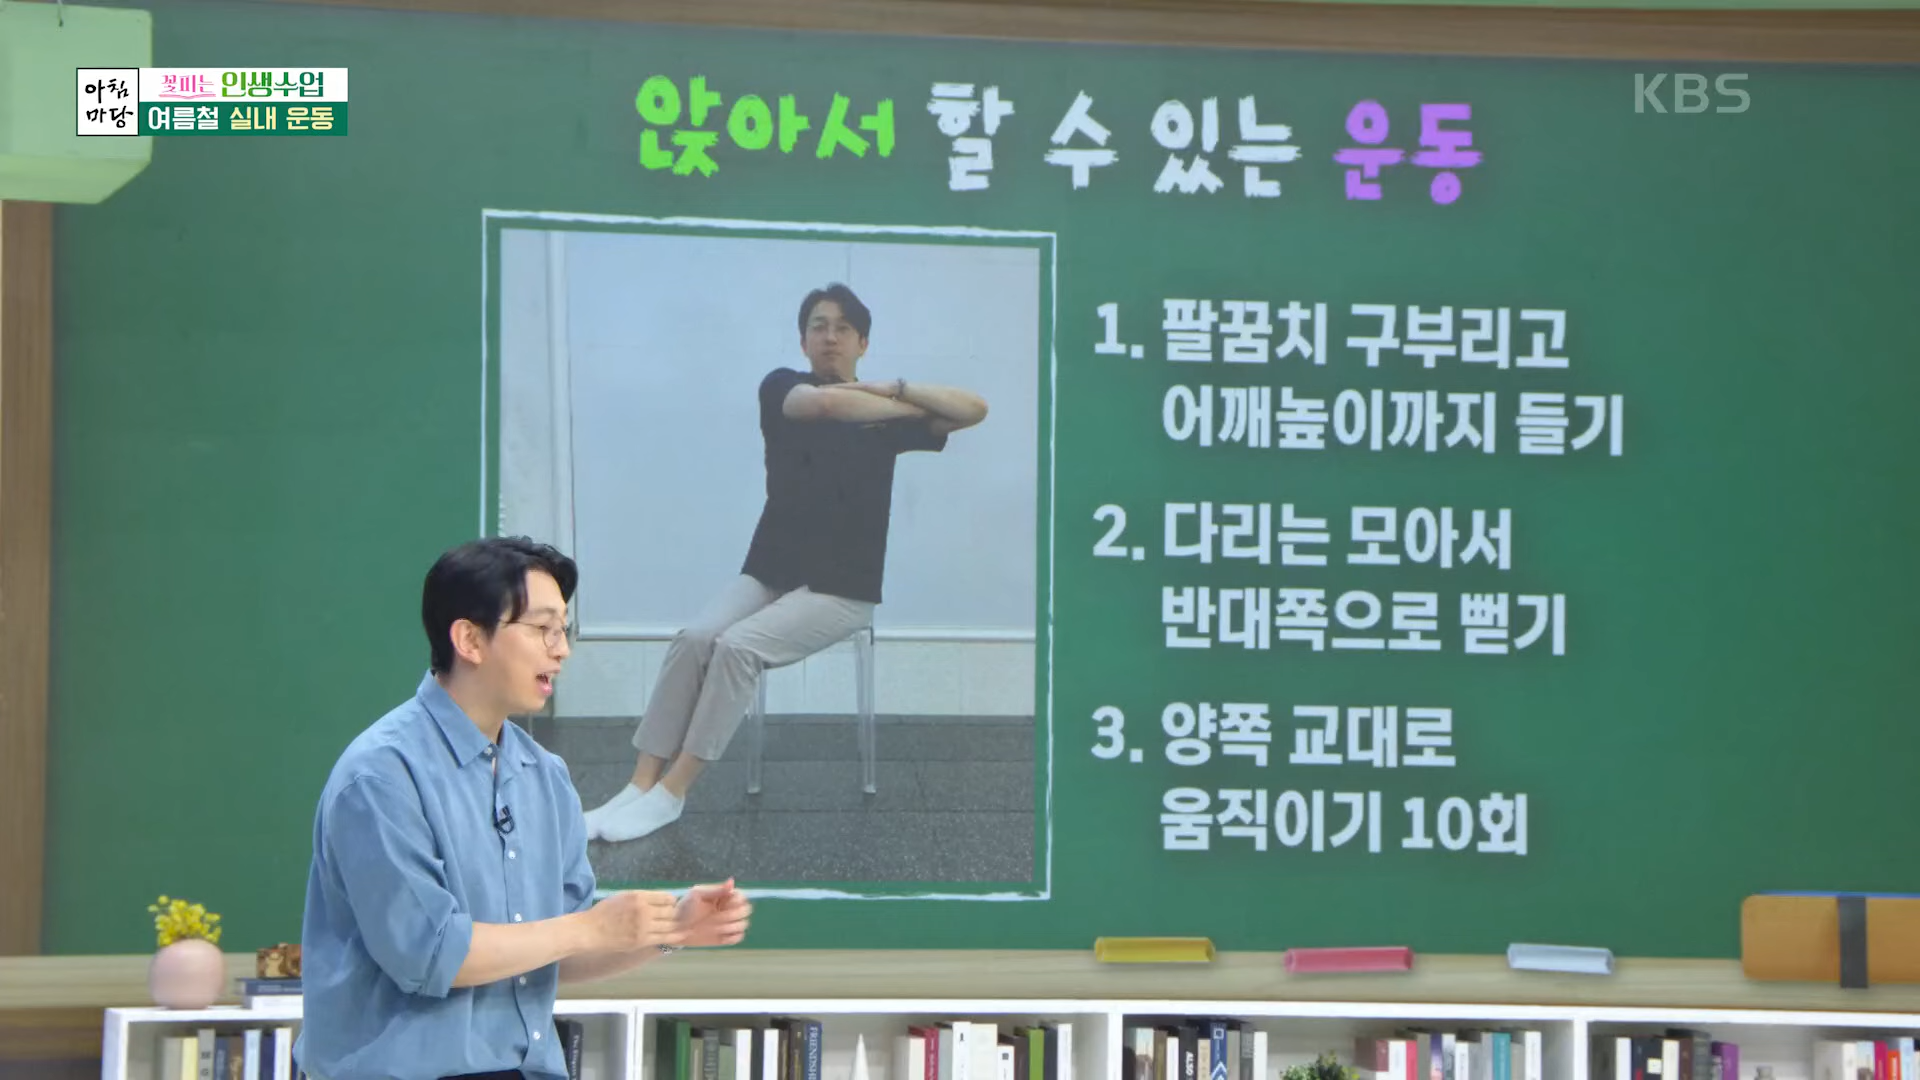 아침
마당
꽃피는 인생수업
여름철 실내 운동
KBS
앉아서 할 수 있는 운동
1. 팔꿈치 구부리고
어깨높이까지 들기
2. 다리는 모아서
반대쪽으로 뻗기
3. 양쪽 교대로
움직이기 10회
FRIENDSHIP
ALSO